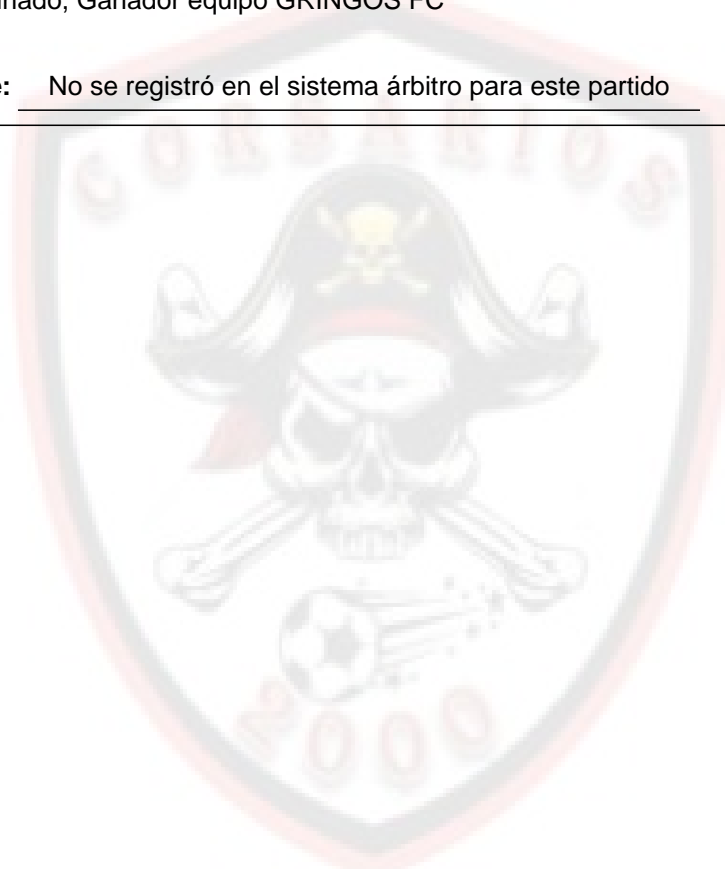 Ganador equipo GRINGOS FC
: No se registró en el sistema árbitro para este partido
CORSARIOS
2000